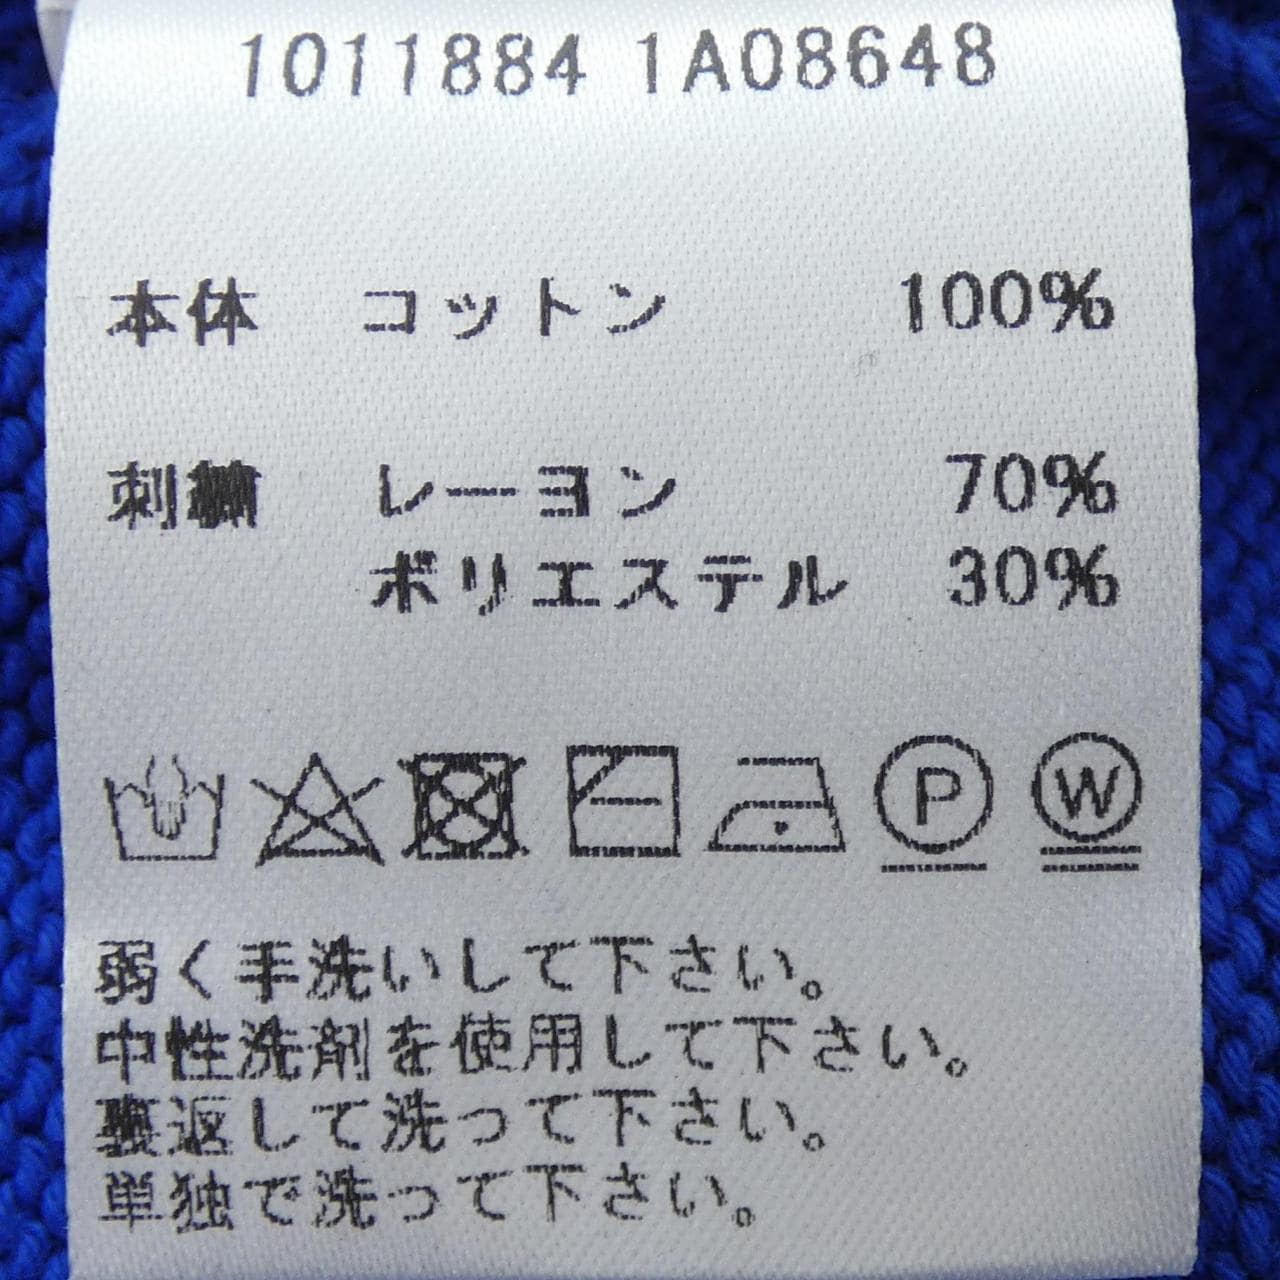 1011884 1A08648
本体 コットン 100%
刺繍 レーヨン 70%
ポリエステル 30%
P W
弱く手洗いして下さい。
中性洗剤を使用して下さい。
裏返して洗って下さい。
単独で洗って下さい。